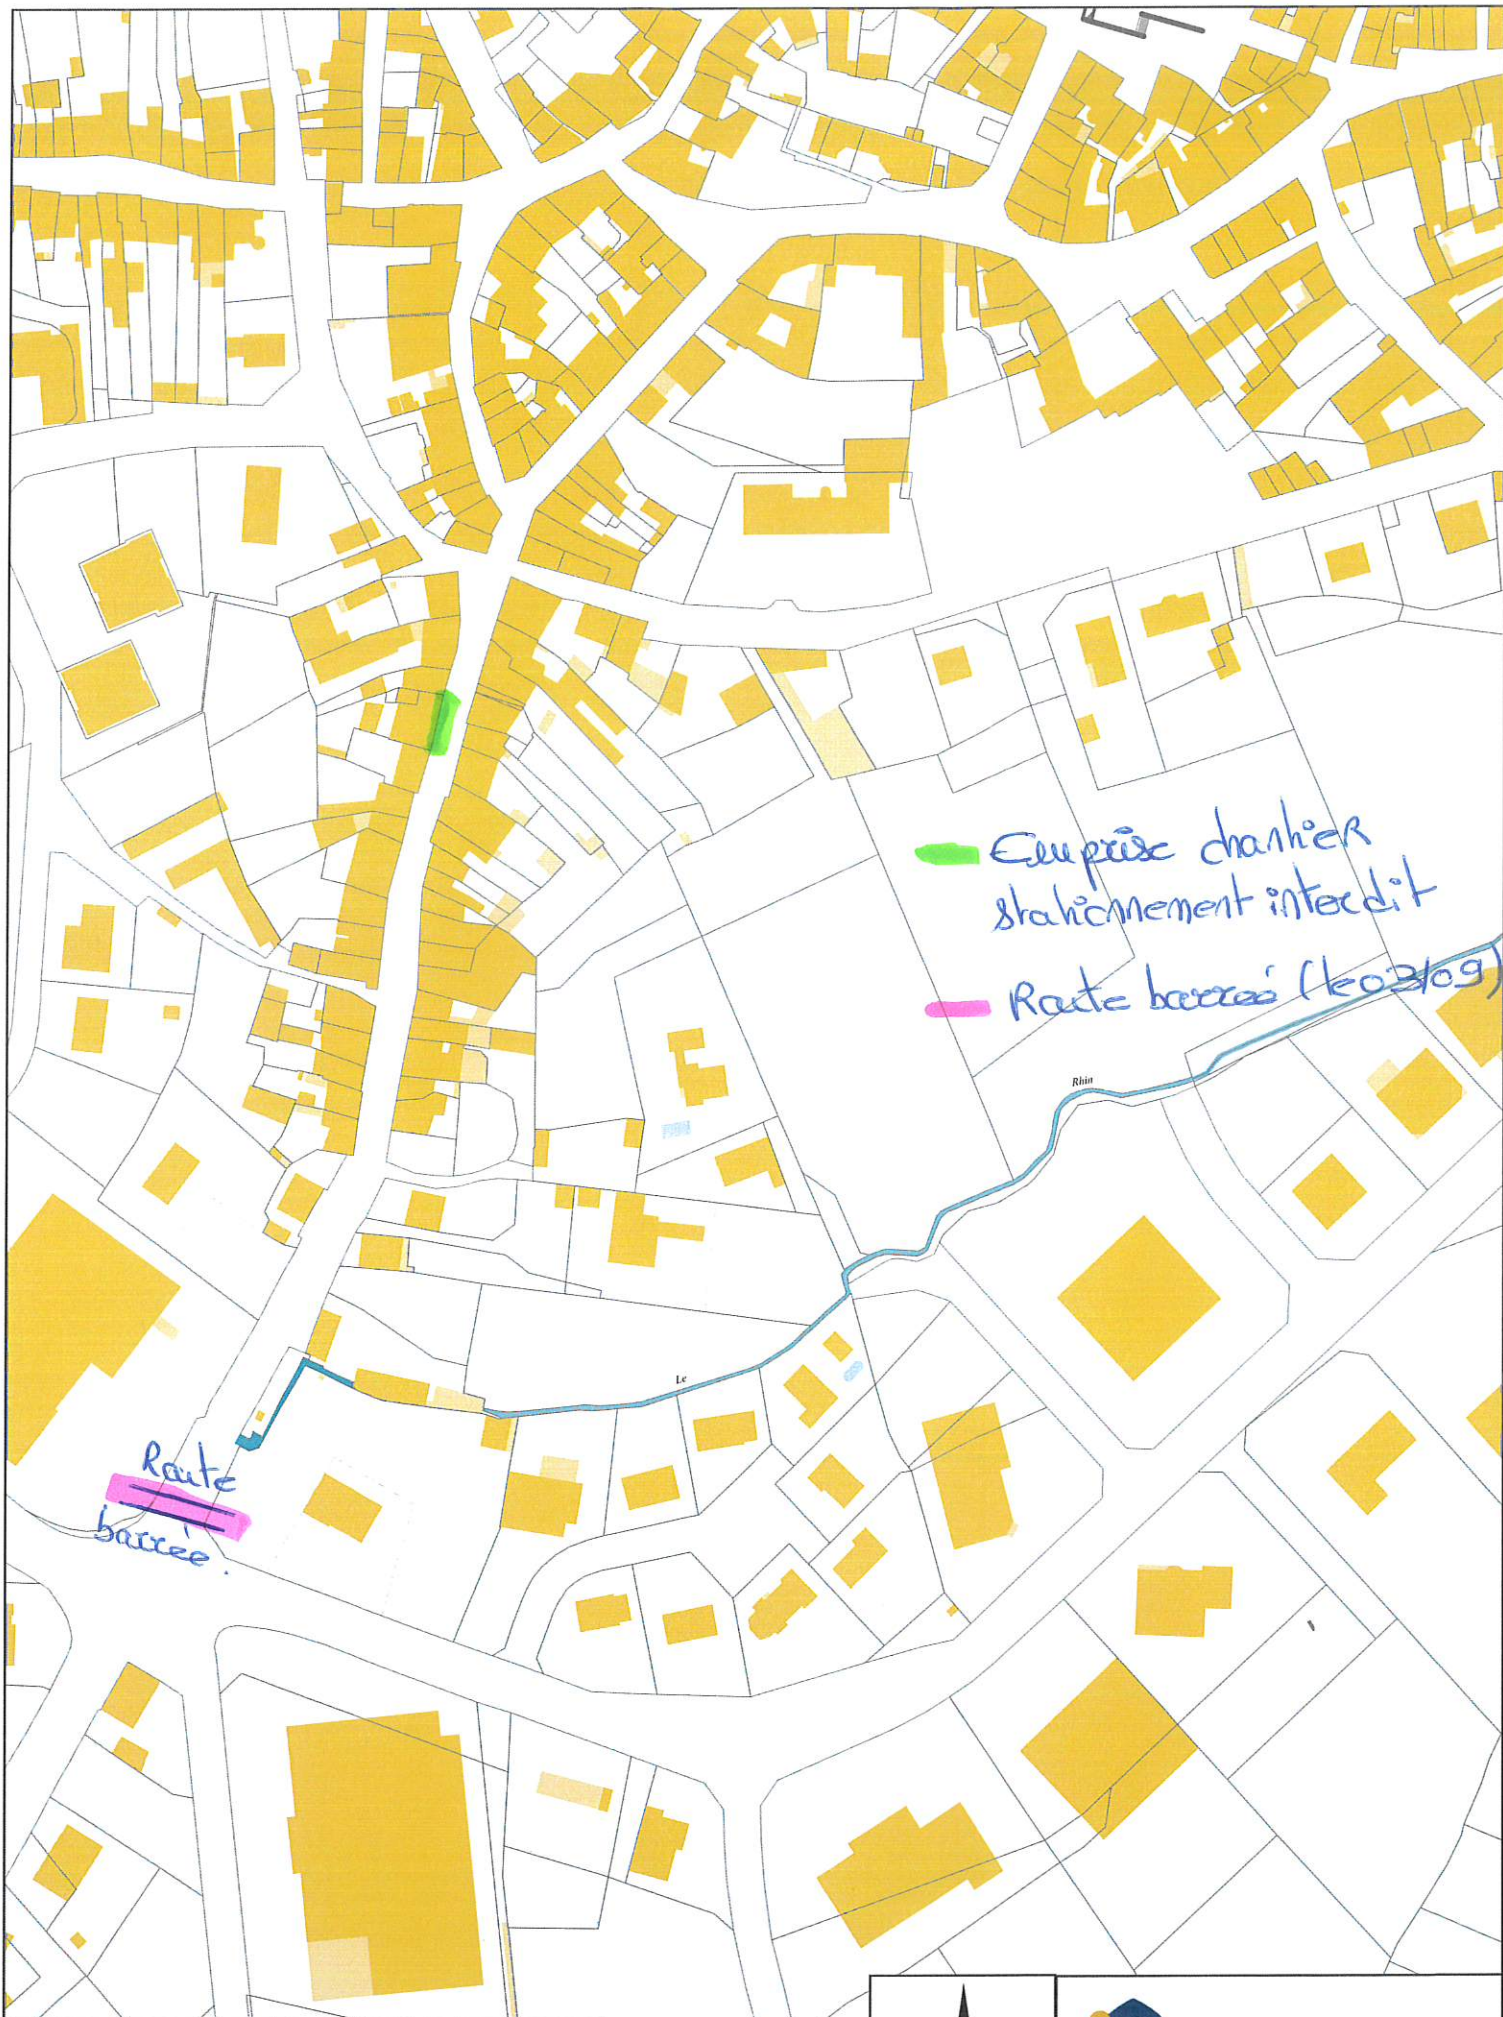 Emprise chantier
stationnement interdit
Route barrée (le 03/09)
Rhin
Le
Route
barrée.